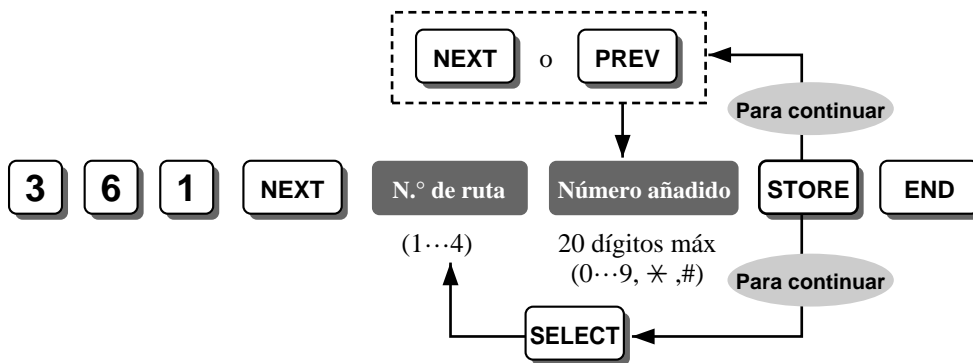 NEXT o PREV
Para continuar
3 6 1 NEXT N.° de ruta Número añadido STORE END
(1···4) 20 dígitos máx
(0···9, ✳ ,#)
Para continuar
SELECT